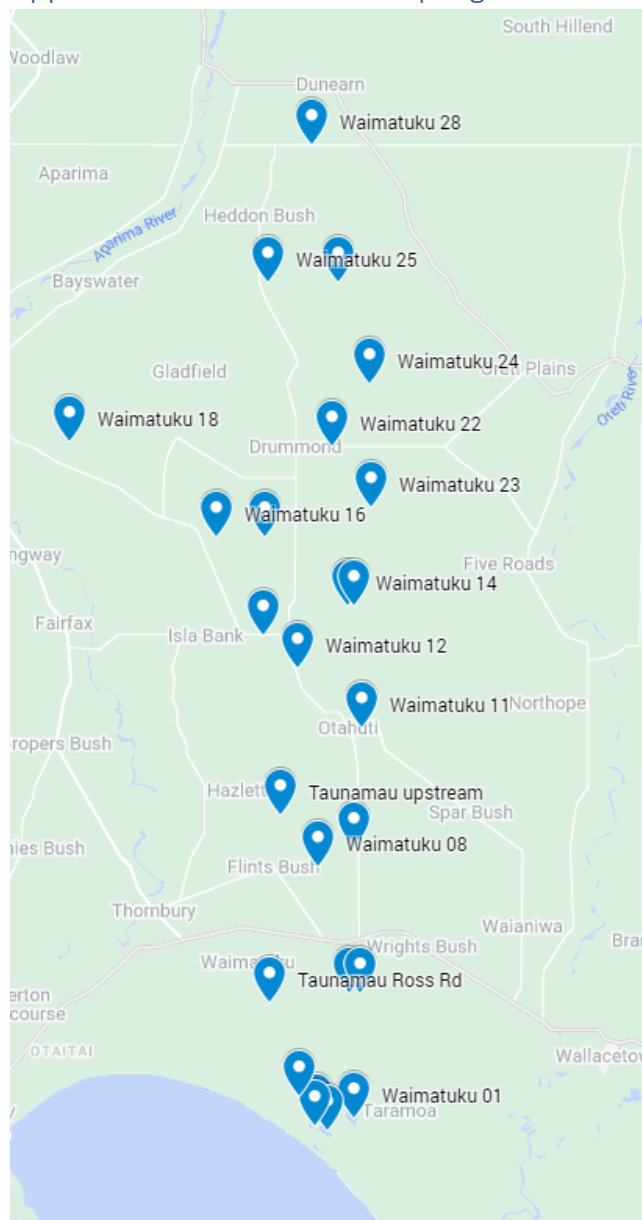 South Hillend
Woodlaw
Dunearn
Waimatuku 28
Aparima
Heddon Bush
Aparima River
Waimatuku 25
Bayswater
Waimatuku 24
Oreti Plains
Gladfield
Oreti River
Waimatuku 18
Waimatuku 22
Drummond
Waimatuku 23
Waimatuku 16
ngway
Five Roads
Waimatuku 14
Fairfax
Isla Bank
Waimatuku 12
Waimatuku 11
Northope
Otahuti
ropers Bush
Hazlett
Taunamau upstream
Spar Bush
Waimatuku 08
nies Bush
Flints Bush
Thornbury
Waianiwa
Bra
Wrights Bush
Waimatuku
Taunamau Ross Rd
erton
course
OTAITAI
Wallacetow
Waimatuku 01
Taramoa